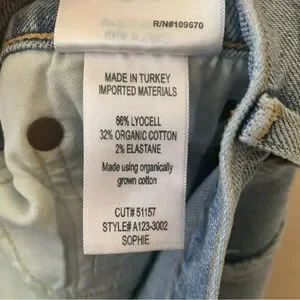 R/N#109670
MADE IN TURKEY
IMPORTED MATERIALS
66% LYOCELL
32% ORGANIC COTTON
2% ELASTANE
Made using organically
grown cotton
CUT# 51157
STYLE# A123-3002
SOPHIE